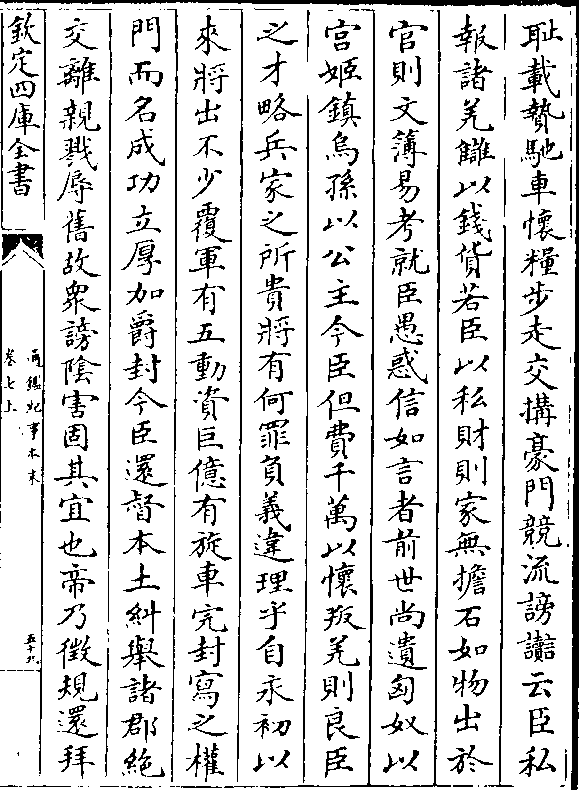 耻載贄馳車懷糧步走交搆豪門競流謗讟云臣私
報諸羌讎以錢貨若臣以私財則家無擔石如物出於
官則文簿易考就臣愚惑信如言者前世尚遺匈奴以
宫姬鎮烏孫以公主今臣但費千萬以懷叛羌則良臣
之才略兵家之所貴將有何罪負義違理乎自永初以
來將出不少覆軍有五動資巨億有旋車完封寫之權
門而名成功立厚加爵封今臣還督本土糾舉諸郡絶
交離親戮辱舊故衆謗隂害固其宜也帝乃徵規還拜
欽定四庫全書
通鑑紀事本末
卷七上
五十九